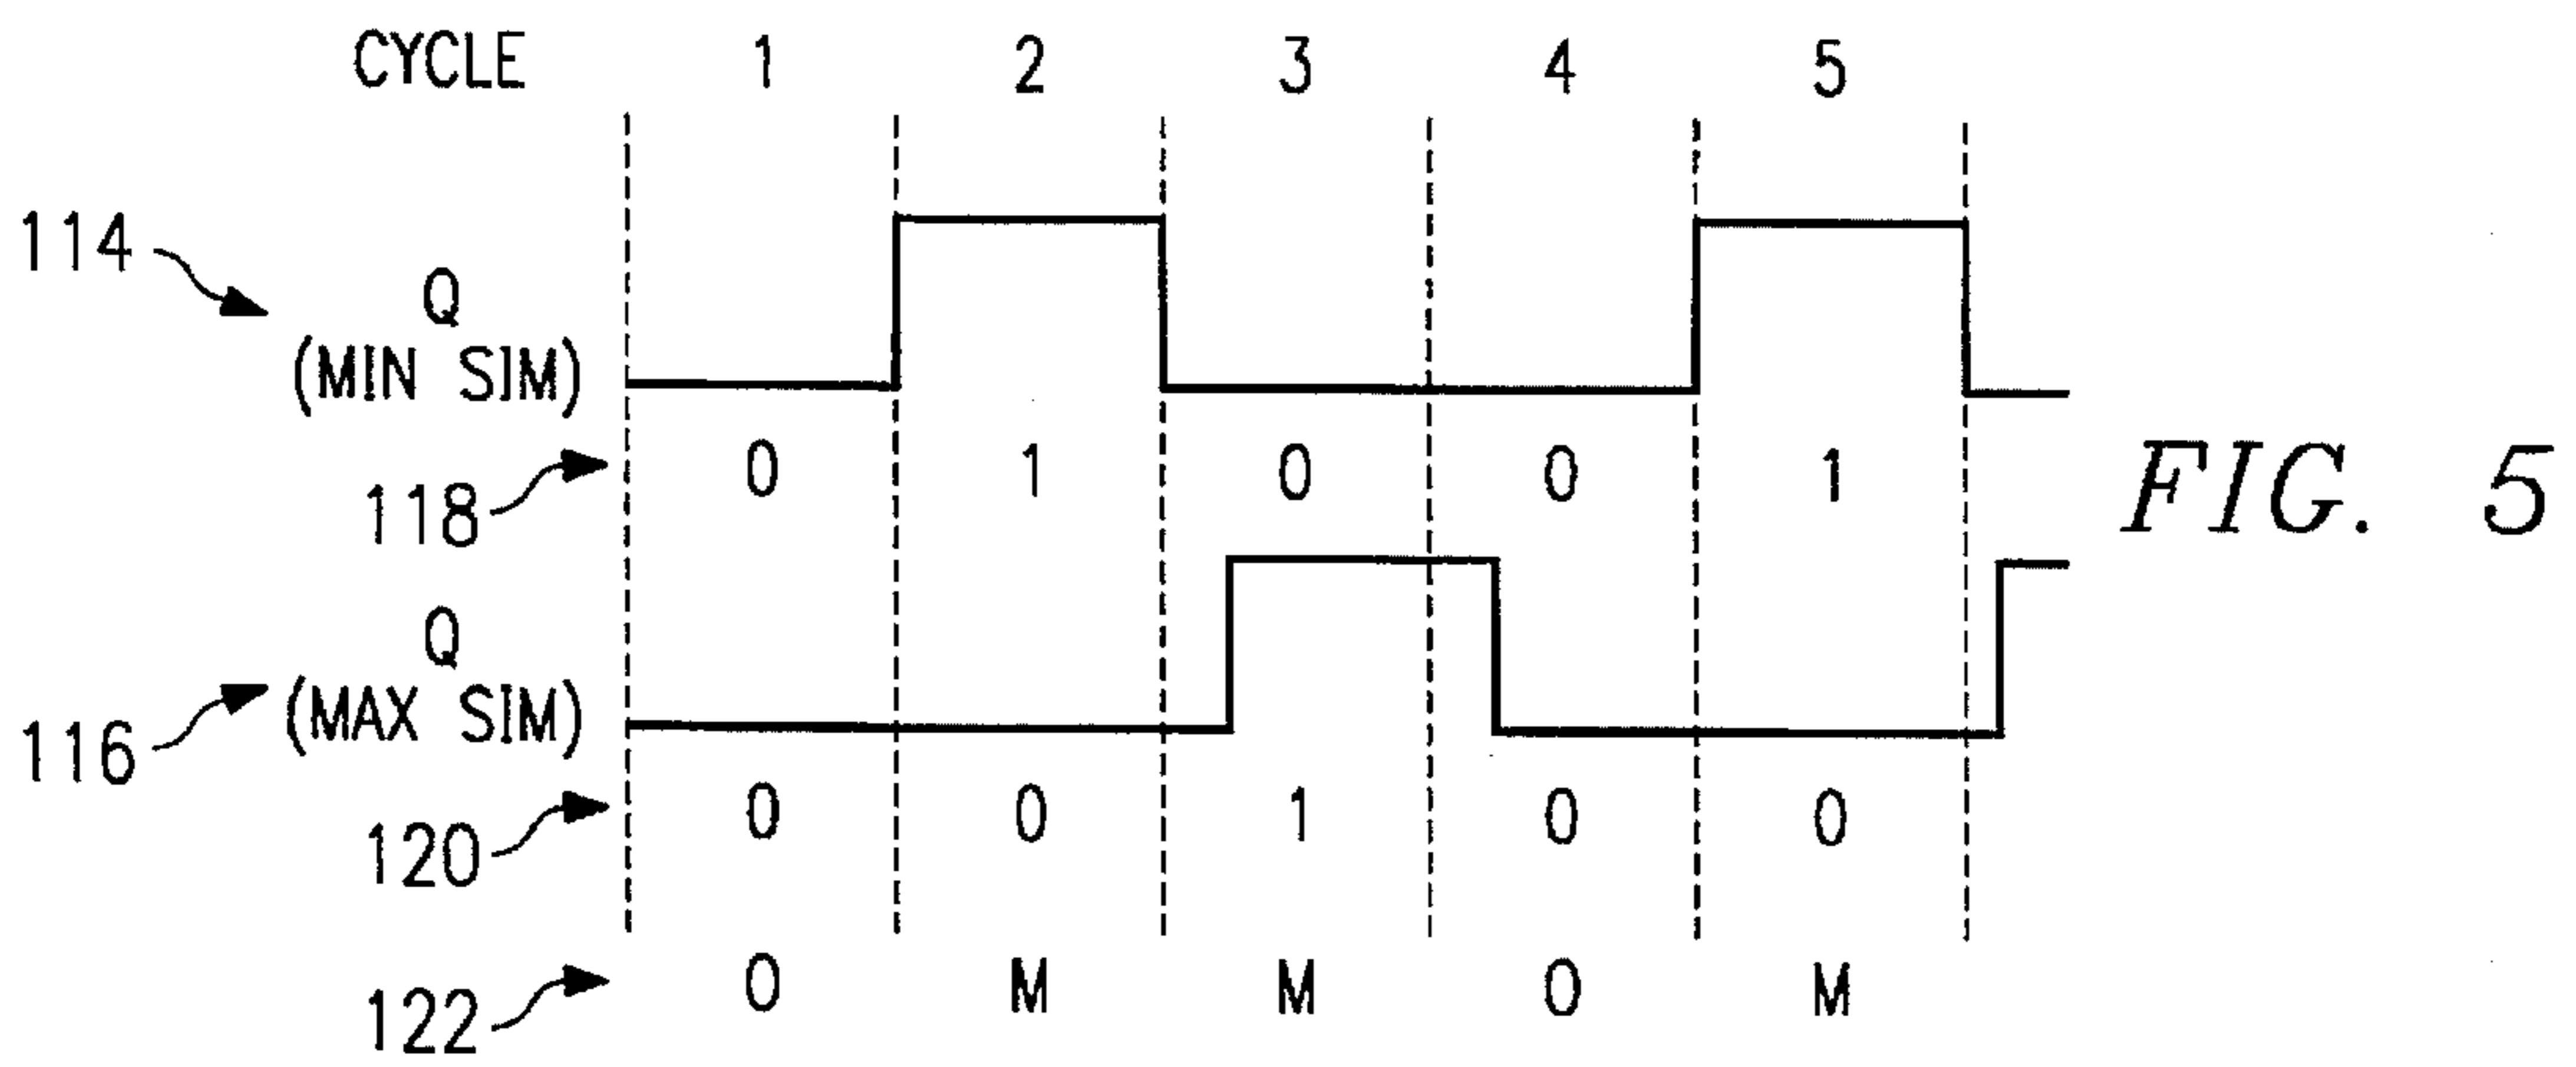 CYCLE 1 2 3 4 5
114
Q
(MIN SIM)
118 0 1 0 0 1
FIG. 5
Q
(MAX SIM)
116
120 0 0 1 0 0
122 0 M M 0 M